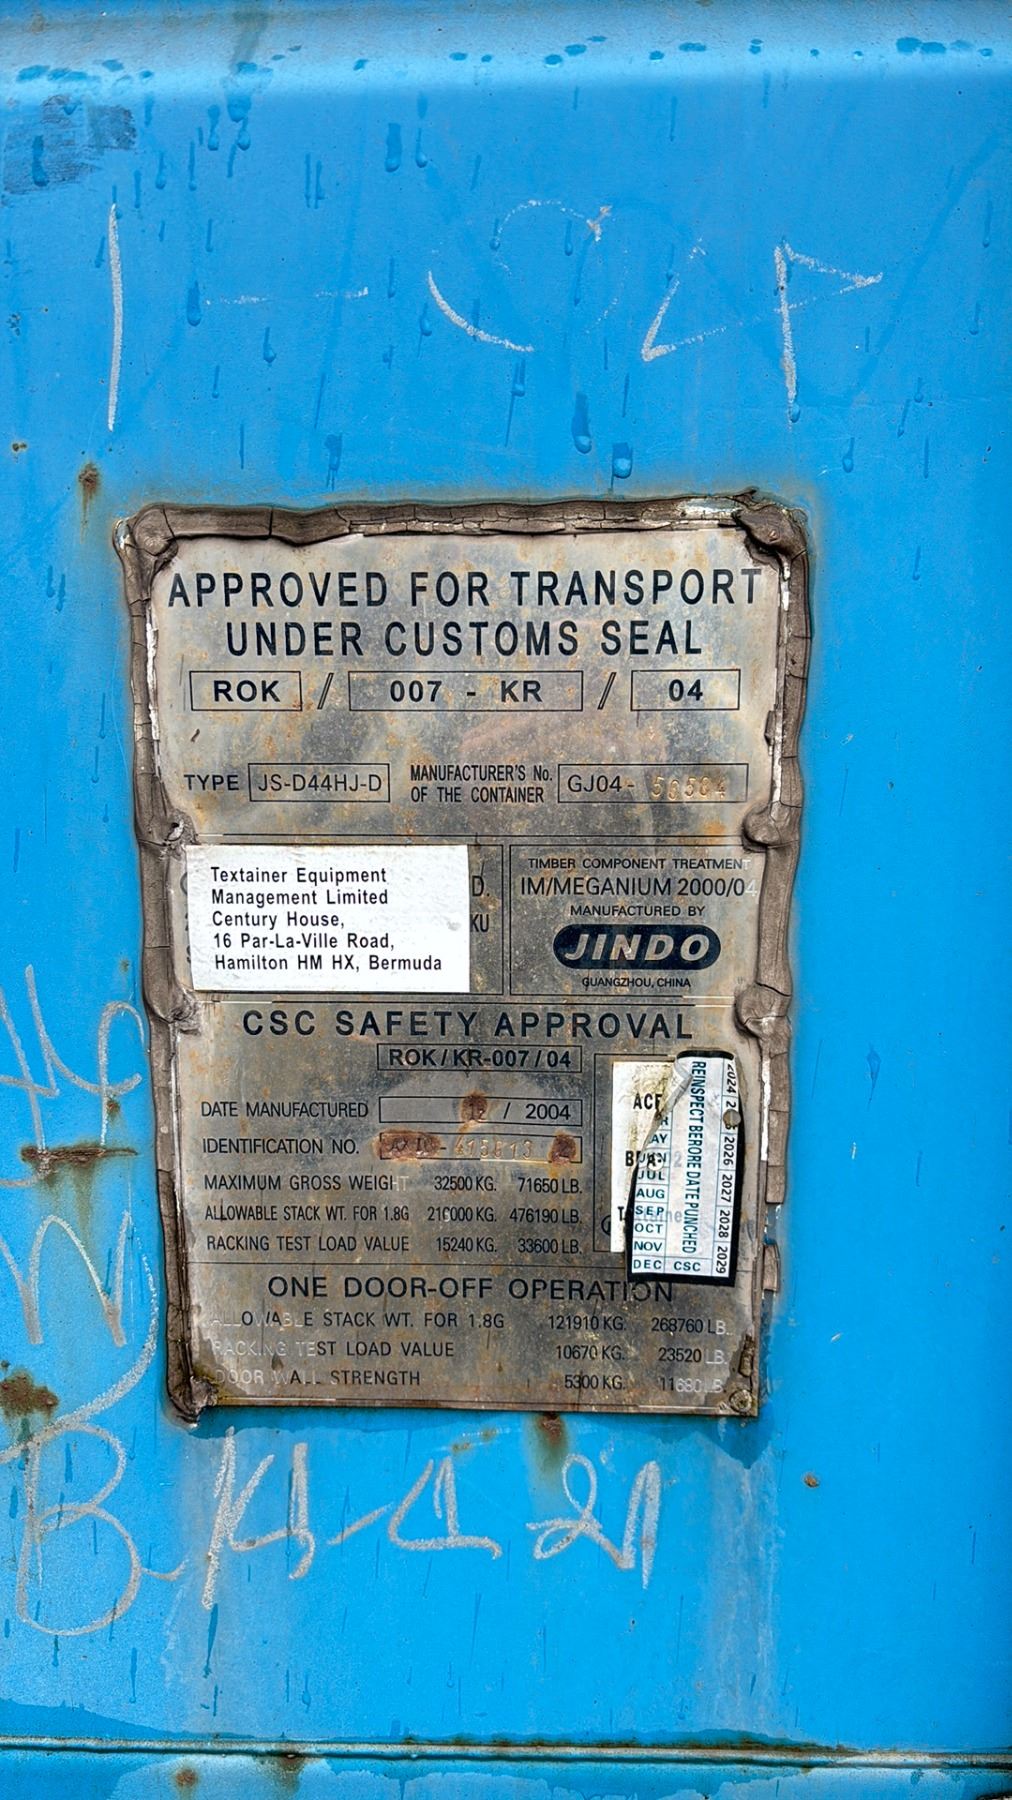 APPROVED FOR TRANSPORT
UNDER CUSTOMS SEAL
ROK / 007 - KR / 04
TYPE JS-D44HJ-D MANUFACTURER'S No. OF THE CONTAINER GJ04-
Textainer Equipment
Management Limited
Century House,
16 Par-La-Ville Road,
Hamilton HM HX, Bermuda
D.
KU
TIMBER COMPONENT TREATMENT
IM/MEGANIUM 2000/04
MANUFACTURED BY
JINDO
GUANGZHOU, CHINA
CSC SAFETY APPROVAL
ROK/KR-007/04
DATE MANUFACTURED 12 / 2004
IDENTIFICATION NO.
MAXIMUM GROSS WEIGHT 32500 KG. 71650 LB.
ALLOWABLE STACK WT. FOR 1.8G 216000 KG. 476190 LB.
RACKING TEST LOAD VALUE 15240 KG. 33600 LB.
REINSPECT BERORE DATE PUNCHED
2024 2026 2027 2028 2029
JUL
AUG
SEP
OCT
NOV
DEC CSC
ONE DOOR-OFF OPERATION
ALLOWABLE STACK WT. FOR 1.8G 121910 KG. 268760 LB.
RACKING TEST LOAD VALUE 10670 KG. 23520 LB.
DOOR WALL STRENGTH 5300 KG. 11680 LB.